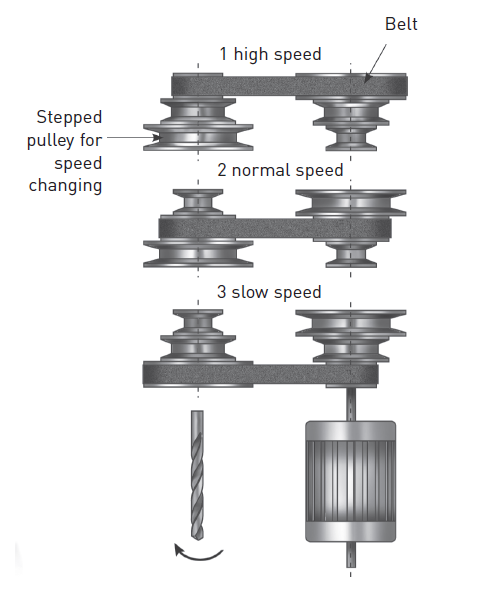 Belt
1 high speed
Stepped
pulley for
speed
changing
2 normal speed
3 slow speed